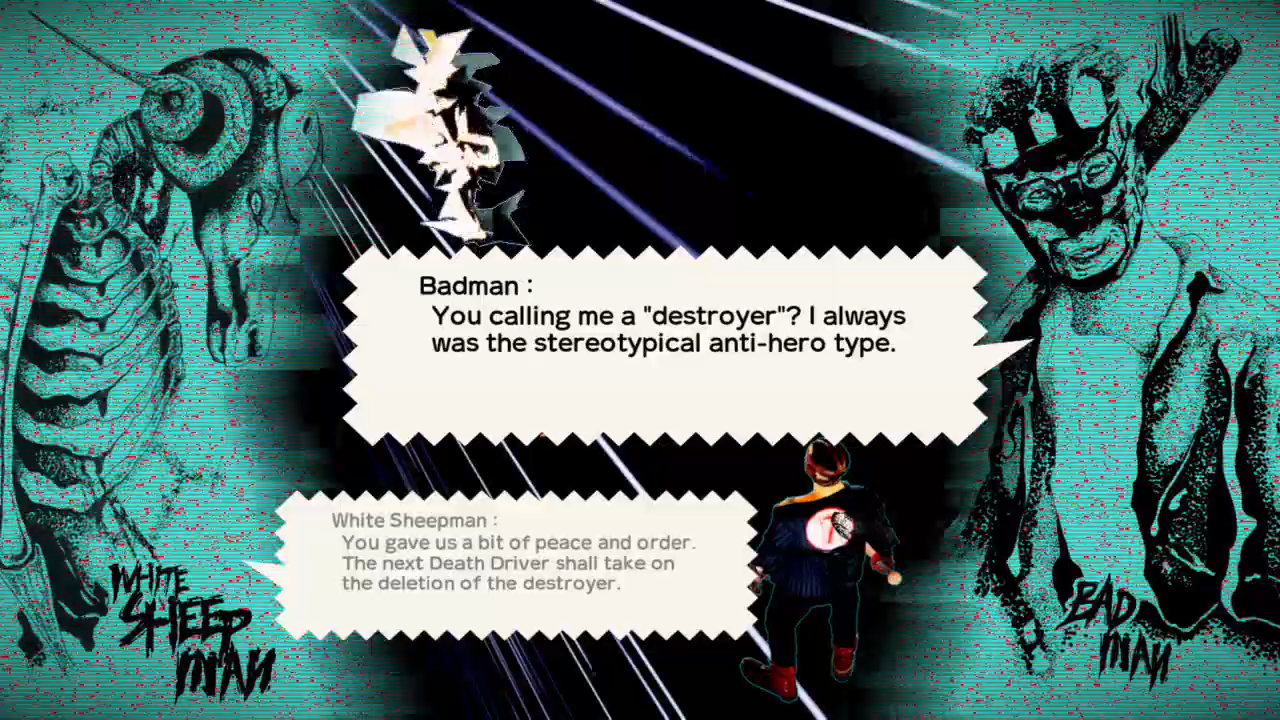 Badman :
You calling me a "destroyer"? I always
was the stereotypical anti-hero type.
White Sheepman :
You gave us a bit of peace and order.
The next Death Driver shall take on
the deletion of the destroyer.
WHITE
SHEEP
MAN
BAD
MAN